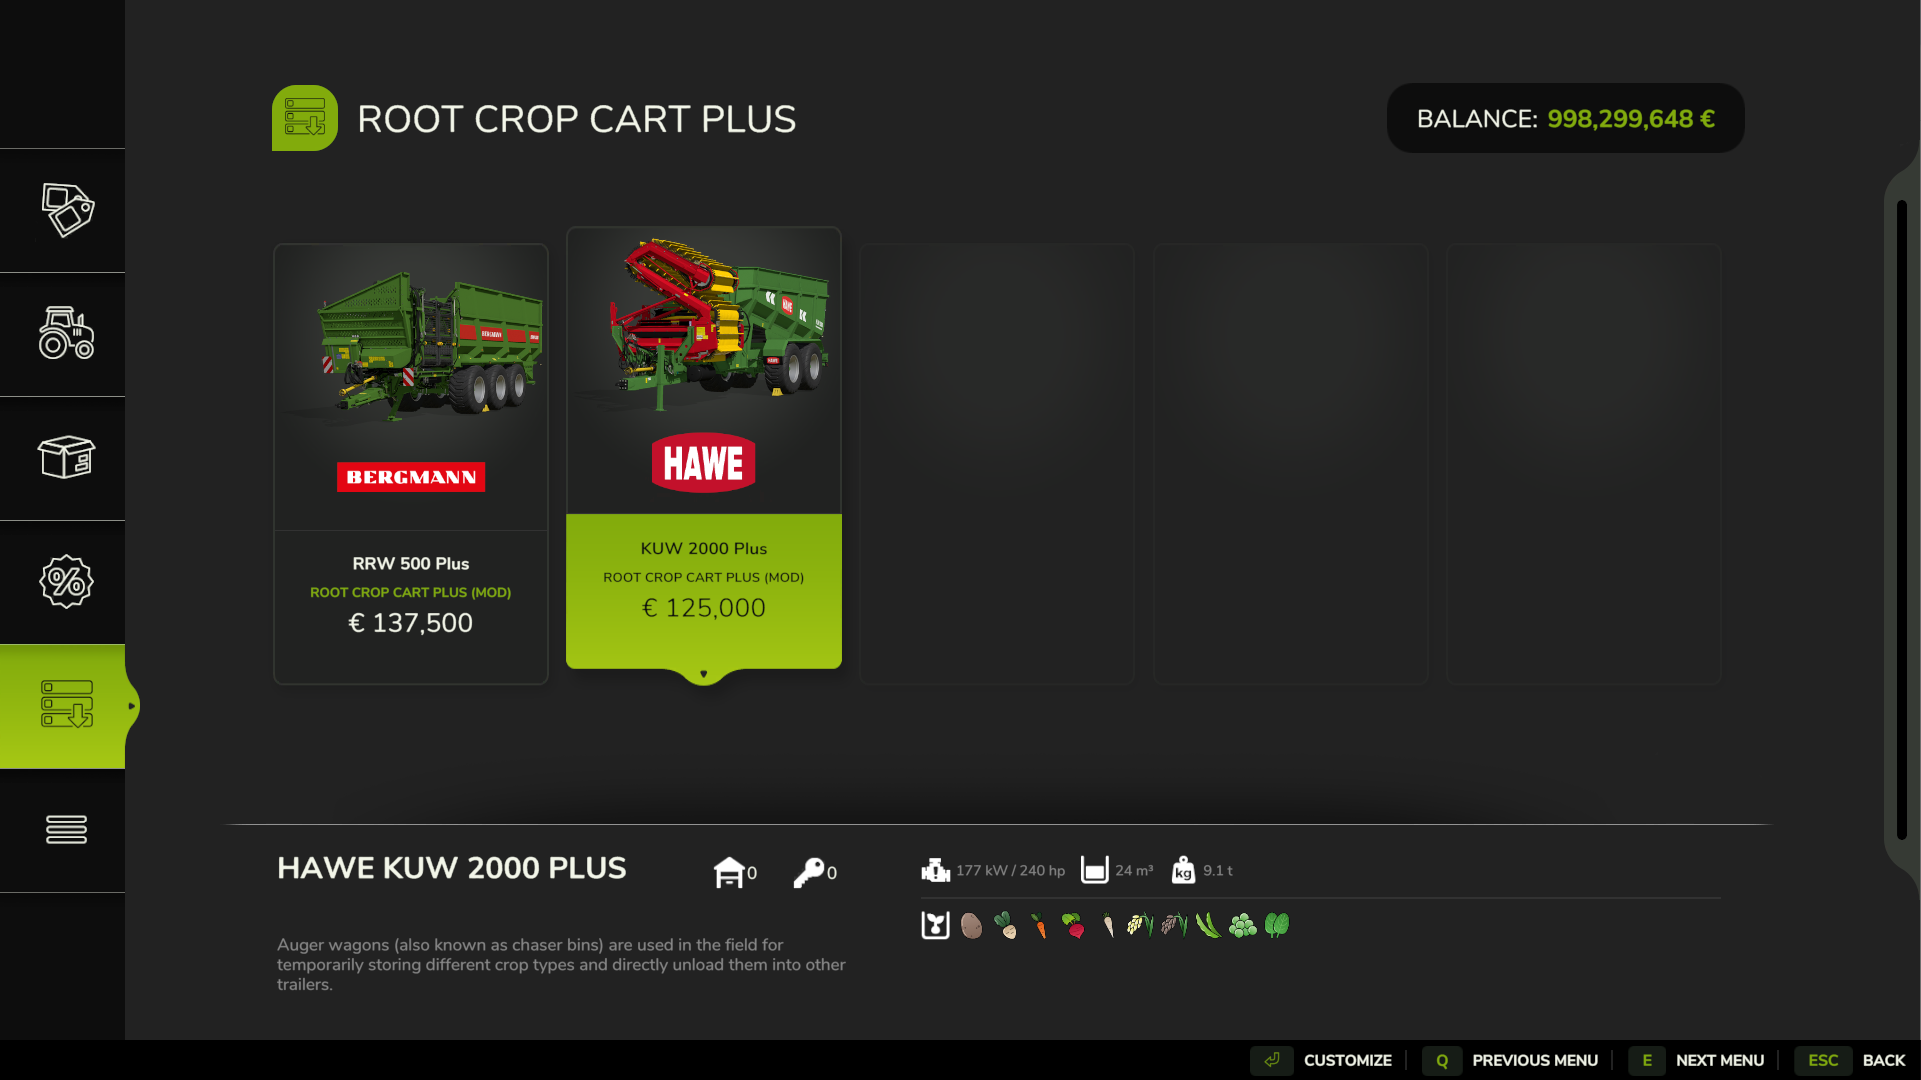 ROOT CROP CART PLUS
BALANCE: 998,299,648 €
BERGMANN
HAWE
BERGMANN
HAWE
RRW 500 Plus
ROOT CROP CART PLUS (MOD)
€ 137,500
KUW 2000 Plus
ROOT CROP CART PLUS (MOD)
€ 125,000
HAWE KUW 2000 PLUS
0
0
177 kW / 240 hp
24 m³
kg
9.1 t
Auger wagons (also known as chaser bins) are used in the field for
temporarily storing different crop types and directly unload them into other
trailers.
CUSTOMIZE
Q
PREVIOUS MENU
E
NEXT MENU
ESC
BACK